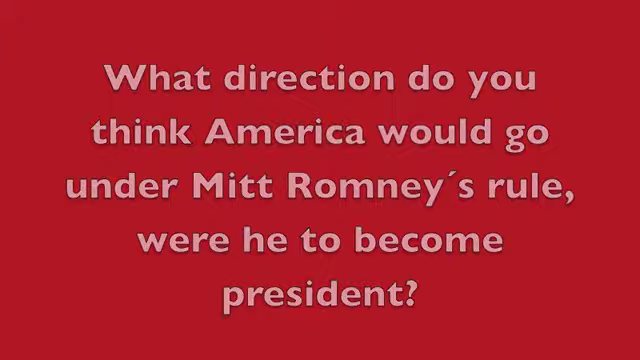 What direction do you
think America would go
under Mitt Romney´s rule,
were he to become
president?